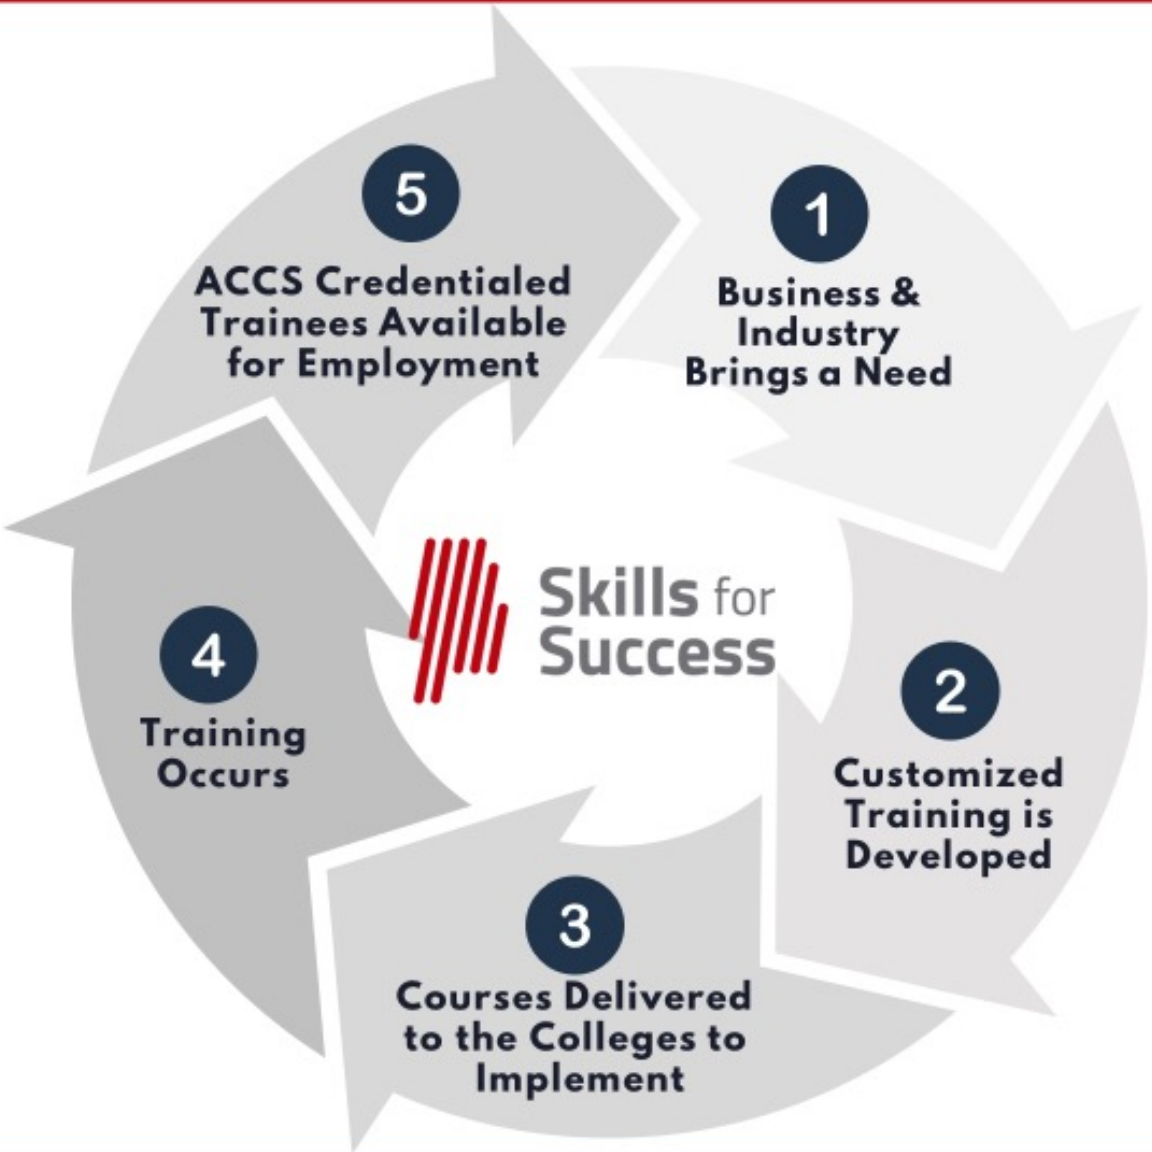 5
ACCS Credentialed
Trainees Available
for Employment
1
Business &
Industry
Brings a Need
Skills for
Success
4
Training
Occurs
2
Customized
Training is
Developed
3
Courses Delivered
to the Colleges to
Implement